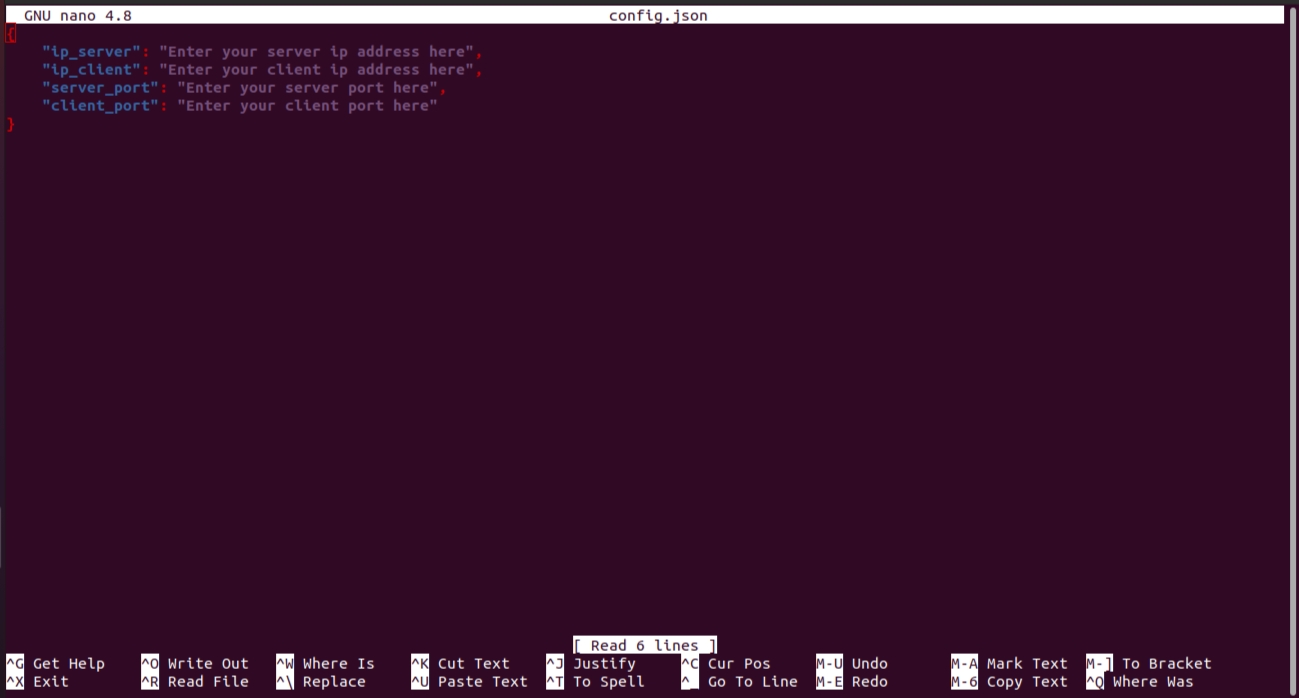 GNU nano 4.8 config.json
{
    "ip_server": "Enter your server ip address here",
    "ip_client": "Enter your client ip address here",
    "server_port": "Enter your server port here",
    "client_port": "Enter your client port here"
}
[ Read 6 lines ]
^G Get Help ^O Write Out ^W Where Is ^K Cut Text ^J Justify ^C Cur Pos M-U Undo M-A Mark Text M-] To Bracket
^X Exit ^R Read File ^\ Replace ^U Paste Text ^T To Spell ^_ Go To Line M-E Redo M-6 Copy Text ^Q Where Was